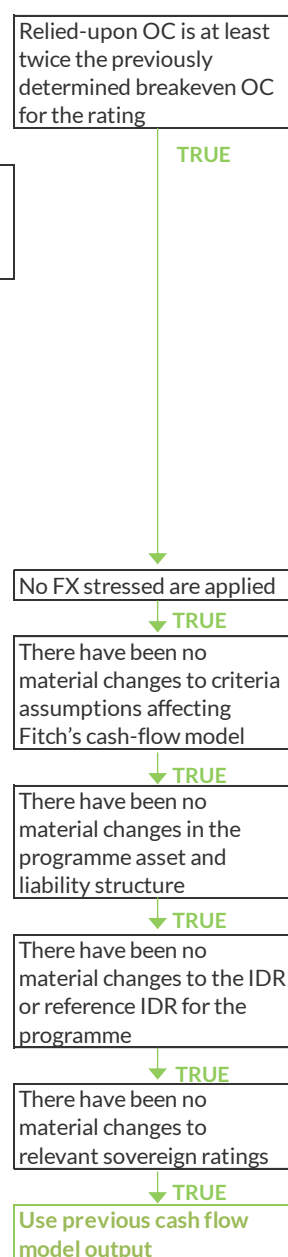 Relied-upon OC is at least
twice the previously
determined breakeven OC
for the rating
TRUE
No FX stressed are applied
TRUE
There have been no
material changes to criteria
assumptions affecting
Fitch's cash-flow model
TRUE
There have been no
material changes in the
programme asset and
liability structure
TRUE
There have been no
material changes to the IDR
or reference IDR for the
programme
TRUE
There have been no
material changes to
relevant sovereign ratings
TRUE
Use previous cash flow
model output